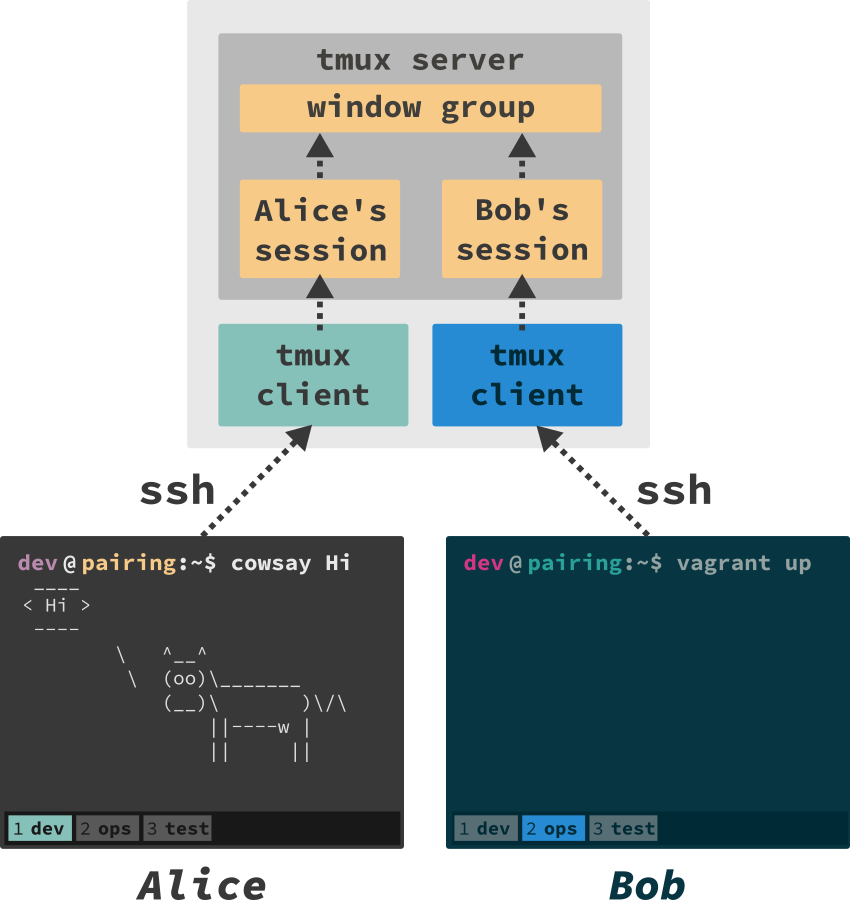 tmux server
window group
Alice's
session
Bob's
session
tmux
client
tmux
client
ssh
ssh
dev@pairing:~$ cowsay Hi
 ____
< Hi >
 ----
        \   ^__^
         \  (oo)\_______
            (__)\       )\/\
                ||----w |
                ||     ||
1 dev 2 ops 3 test
dev@pairing:~$ vagrant up
1 dev 2 ops 3 test
Alice
Bob